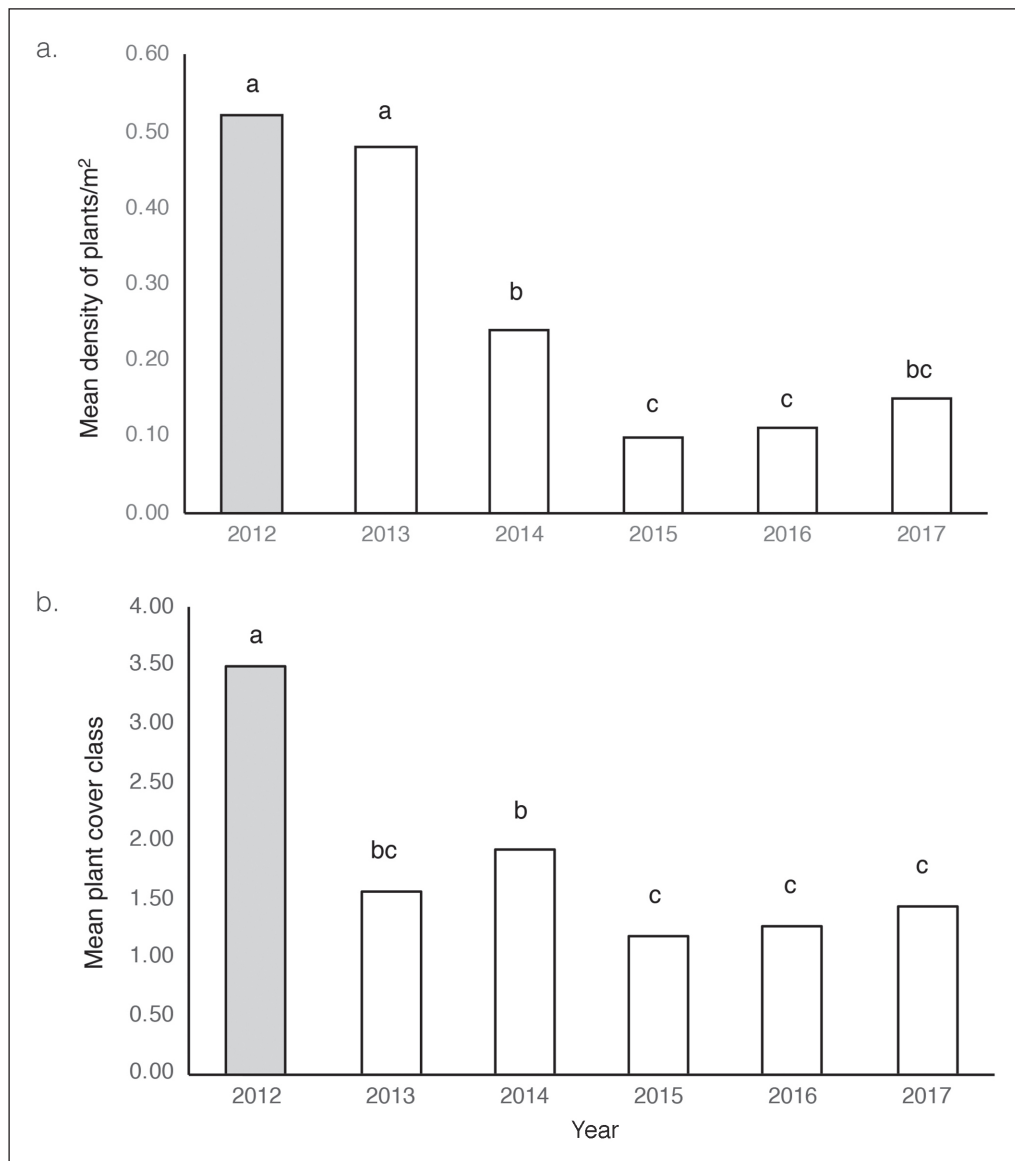 a.
Mean density of plants/m²
0.60
0.50
0.40
0.30
0.20
0.10
0.00
a
a
b
c
c
bc
2012 2013 2014 2015 2016 2017
b.
Mean plant cover class
4.00
3.50
3.00
2.50
2.00
1.50
1.00
0.50
0.00
a
bc
b
c
c
c
2012 2013 2014 2015 2016 2017
Year